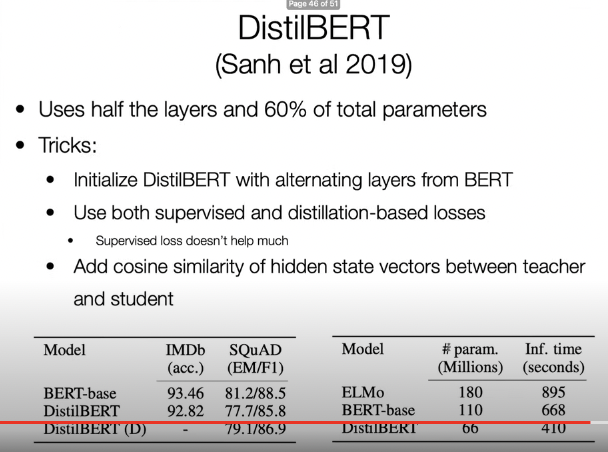 Page 46 of 51
DistilBERT
(Sanh et al 2019)
• Uses half the layers and 60% of total parameters
• Tricks:
• Initialize DistilBERT with alternating layers from BERT
• Use both supervised and distillation-based losses
• Supervised loss doesn't help much
• Add cosine similarity of hidden state vectors between teacher
and student
Model IMDb SQuAD
(acc.) (EM/F1)
BERT-base 93.46 81.2/88.5
DistilBERT 92.82 77.7/85.8
DistilBERT (D) - 79.1/86.9
Model # param. Inf. time
(Millions) (seconds)
ELMo 180 895
BERT-base 110 668
DistilBERT 66 410